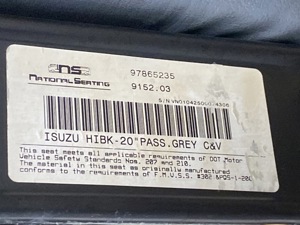 ns
NATIONAL SEATING
97865235
9152.03
ISUZU HIBK-20"PASS.GREY C&V
This seat meets all applicable requirements of DOT Motor
Vehicle Safety Standards Nos. 207 and 210.
The material in this seat as originally manufactured
conforms to the requirements of F.M.V.S.S. #302.